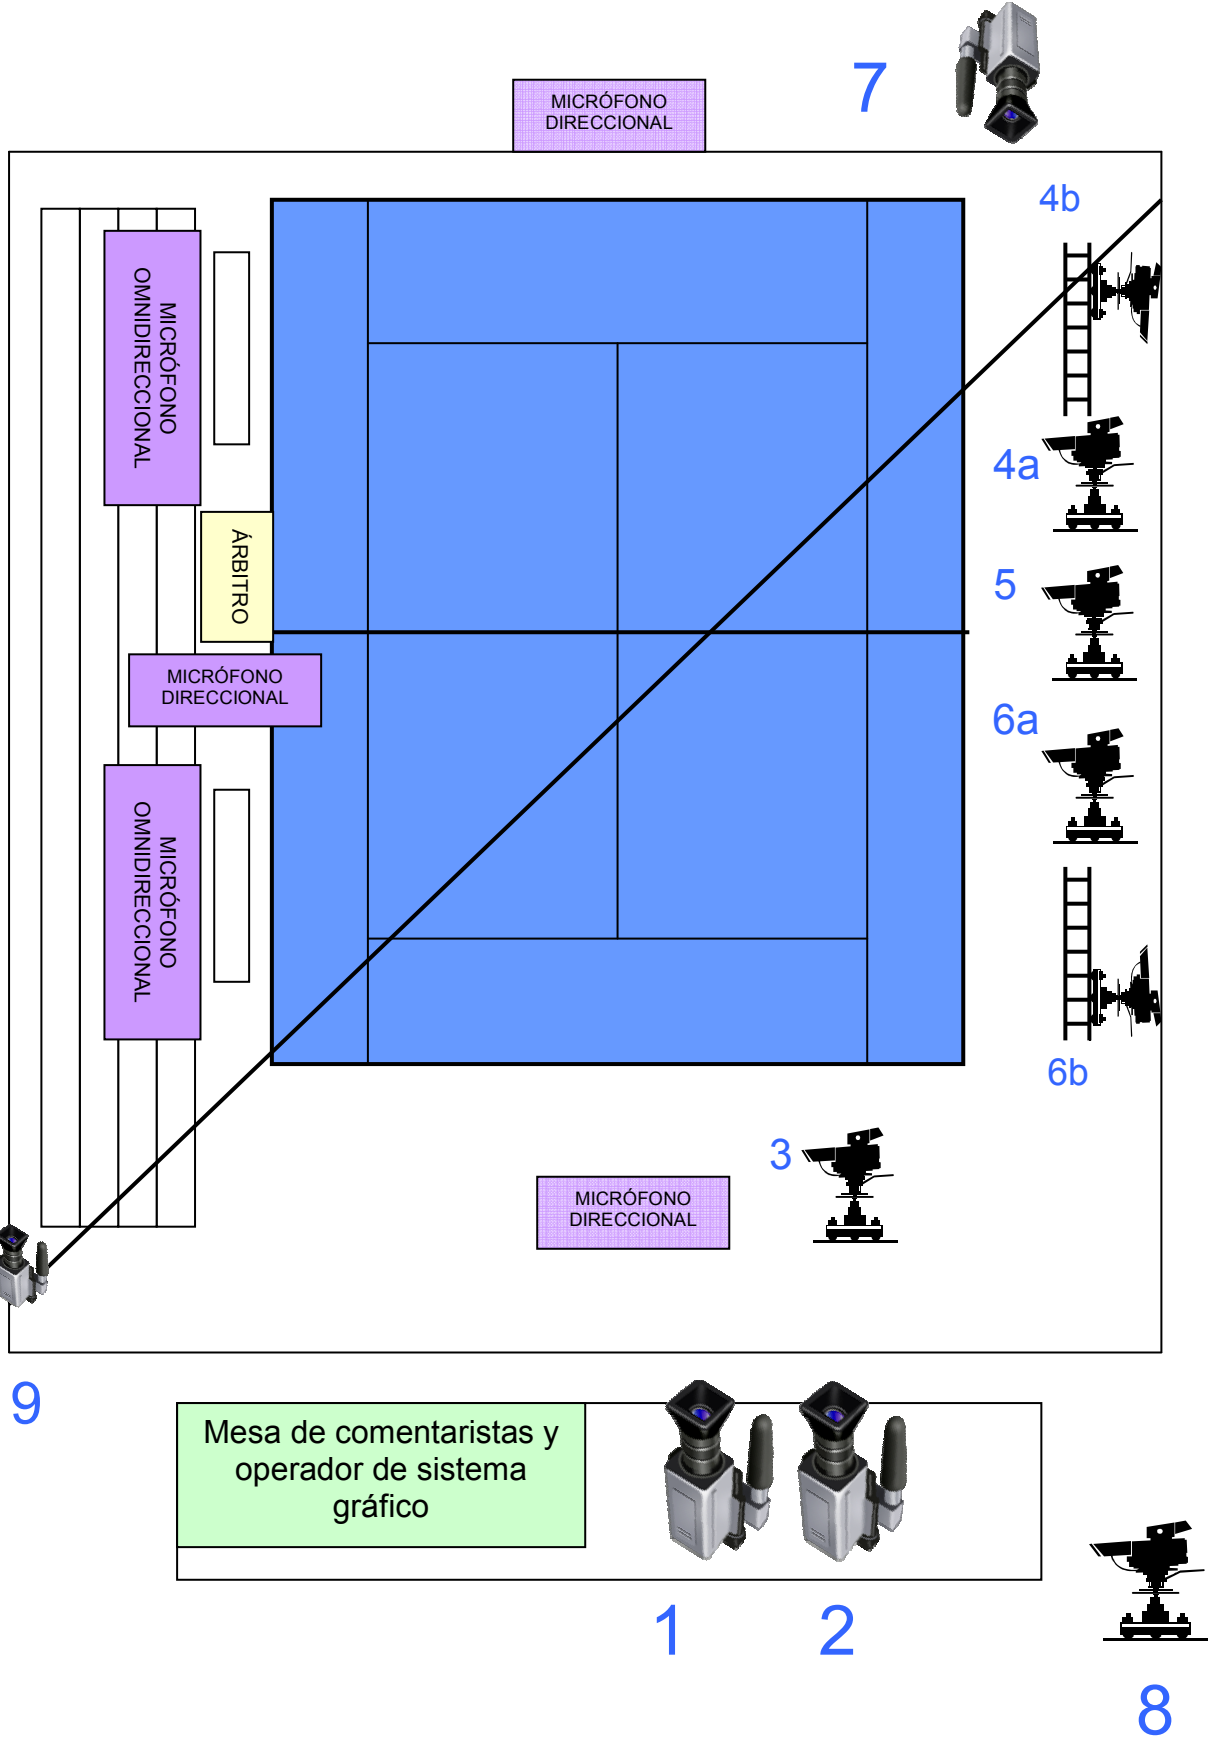 7
MICRÓFONO
DIRECCIONAL
4b
MICRÓFONO
OMNIDIRECCIONAL
4a
ÁRBITRO
5
MICRÓFONO
DIRECCIONAL
6a
MICRÓFONO
OMNIDIRECCIONAL
6b
3
MICRÓFONO
DIRECCIONAL
9
Mesa de comentaristas y
operador de sistema
gráfico
1
2
8